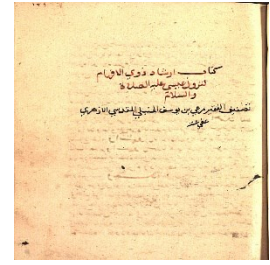 كتاب ارشاد ذوي الافهام
لنزول عيسى عليه الصلاة
والسلام
تصنيف الفقير مرعي بن يوسف الحنبلي المقدسي الازهري
عفي عنه